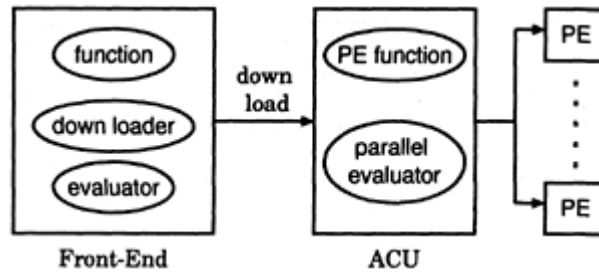 function
down loader
evaluator
Front-End
down
load
PE function
parallel
evaluator
ACU
PE
PE